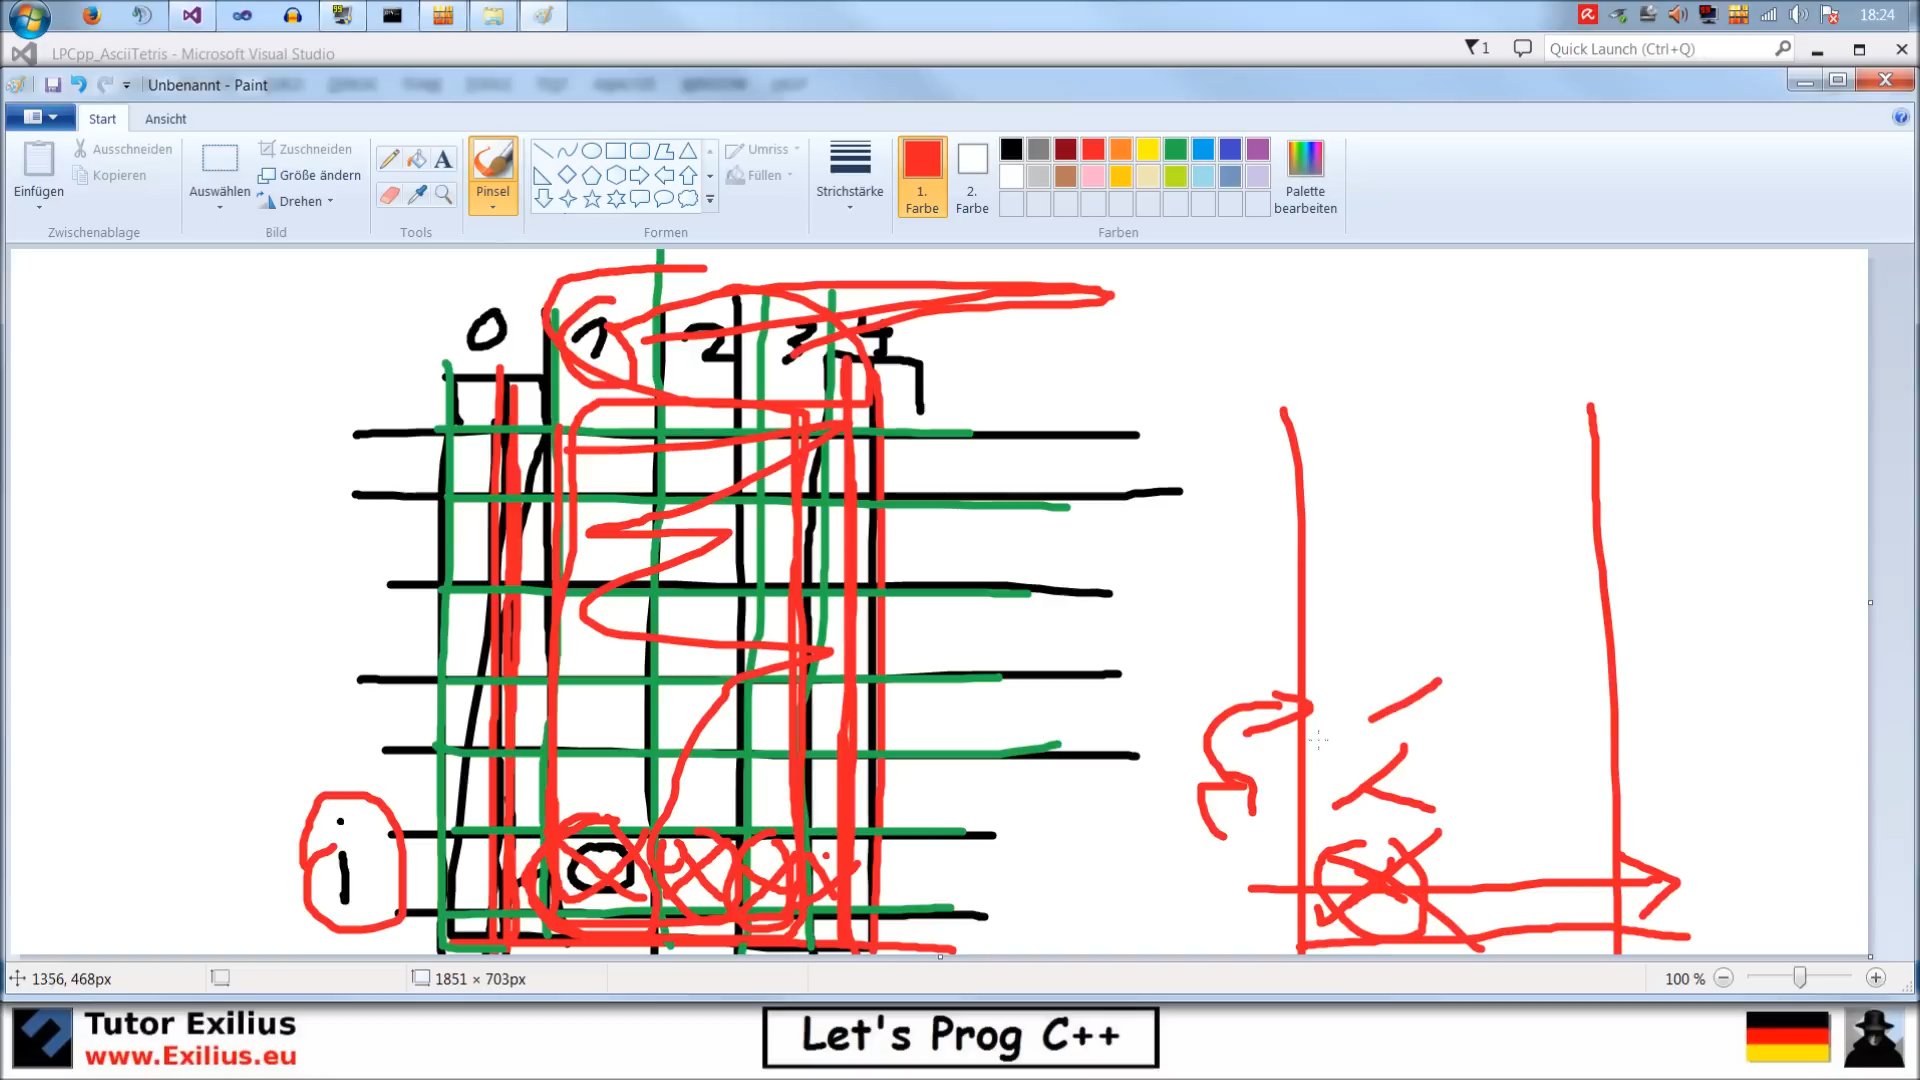 18:24
LPCpp_AsciiTetris - Microsoft Visual Studio
1
Quick Launch (Ctrl+Q)
Unbenannt - Paint
Start
Ansicht
Einfügen
Ausschneiden
Kopieren
Zwischenablage
Auswählen
Zuschneiden
Größe ändern
Drehen
Bild
A
Tools
Pinsel
Umriss
Füllen
Formen
Strichstärke
1.
Farbe
2.
Farbe
Palette
bearbeiten
Farben
0 1 2 3 4
i
1356, 468px
1851 × 703px
100 %
Tutor Exilius
www.Exilius.eu
Let's Prog C++